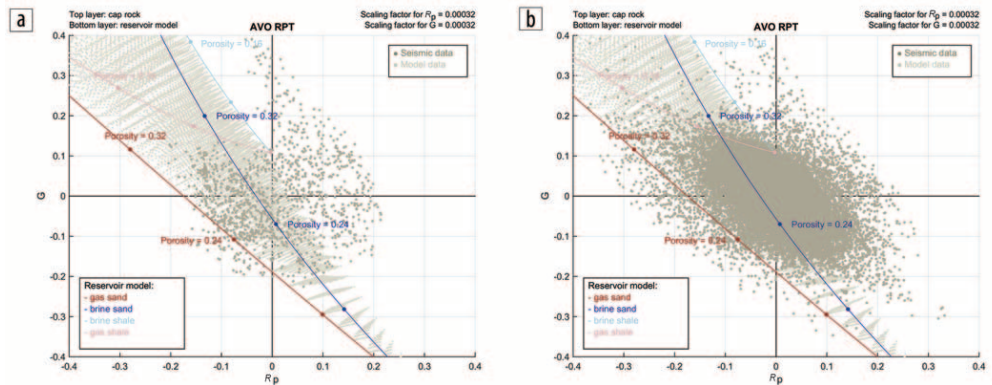 a
Top layer: cap rock
Bottom layer: reservoir model
AVO RPT
Scaling factor for Rp = 0.00032
Scaling factor for G = 0.00032
Seismic data
Model data
Porosity = 0.16
Porosity = 0.32
Porosity = 0.32
Porosity = 0.24
Porosity = 0.24
Reservoir model:
- gas sand
- brine sand
- brine shale
- gas shale
G
0.4
0.3
0.2
0.1
0
-0.1
-0.2
-0.3
-0.4
-0.4 -0.3 -0.2 -0.1 0 0.1 0.2 0.3 0.4
Rp
b
Top layer: cap rock
Bottom layer: reservoir model
AVO RPT
Scaling factor for Rp = 0.00032
Scaling factor for G = 0.00032
Seismic data
Model data
Porosity = 0.16
Porosity = 0.32
Porosity = 0.32
Porosity = 0.24
Porosity = 0.24
Reservoir model:
- gas sand
- brine sand
- brine shale
- gas shale
G
0.4
0.3
0.2
0.1
0
-0.1
-0.2
-0.3
-0.4
-0.4 -0.3 -0.2 -0.1 0 0.1 0.2 0.3 0.4
Rp